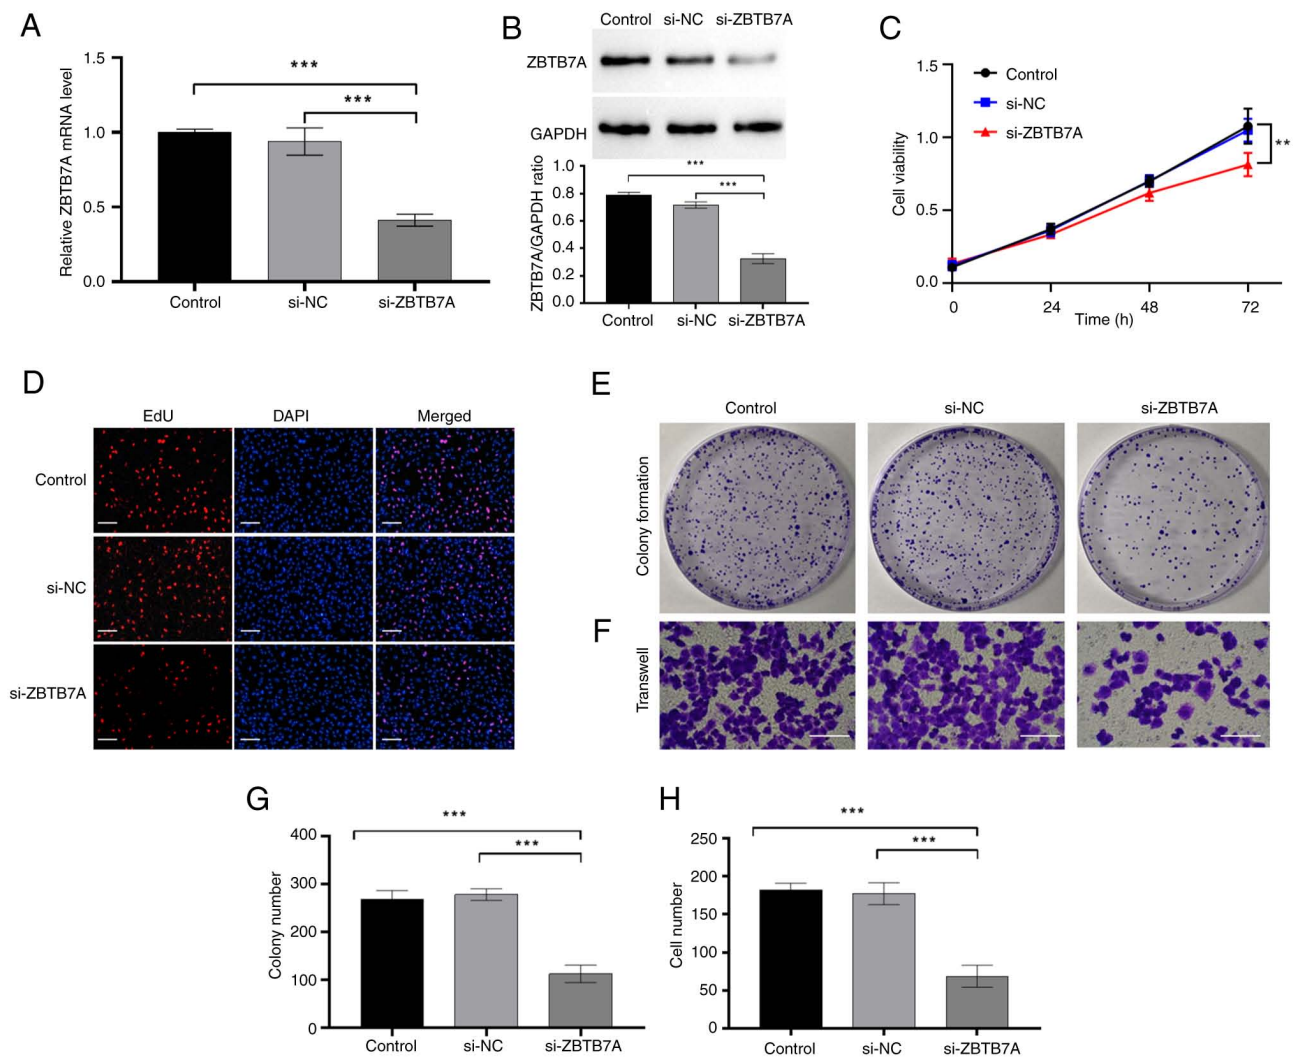 A
1.5
1.0
0.5
0.0
Relative ZBTB7A mRNA level
***
***
Control si-NC si-ZBTB7A
B
Control si-NC si-ZBTB7A
ZBTB7A
GAPDH
1.0
0.8
0.6
0.4
0.2
0.0
ZBTB7A/GAPDH ratio
***
***
Control si-NC si-ZBTB7A
C
1.5
1.0
0.5
0.0
Cell viability
Control
si-NC
si-ZBTB7A
**
0 24 48 72
Time (h)
D
EdU DAPI Merged
Control
si-NC
si-ZBTB7A
E
Control si-NC si-ZBTB7A
Colony formation
F
Transwell
G
400
300
200
100
0
Colony number
***
***
Control si-NC si-ZBTB7A
H
250
200
150
100
50
0
Cell number
***
***
Control si-NC si-ZBTB7A